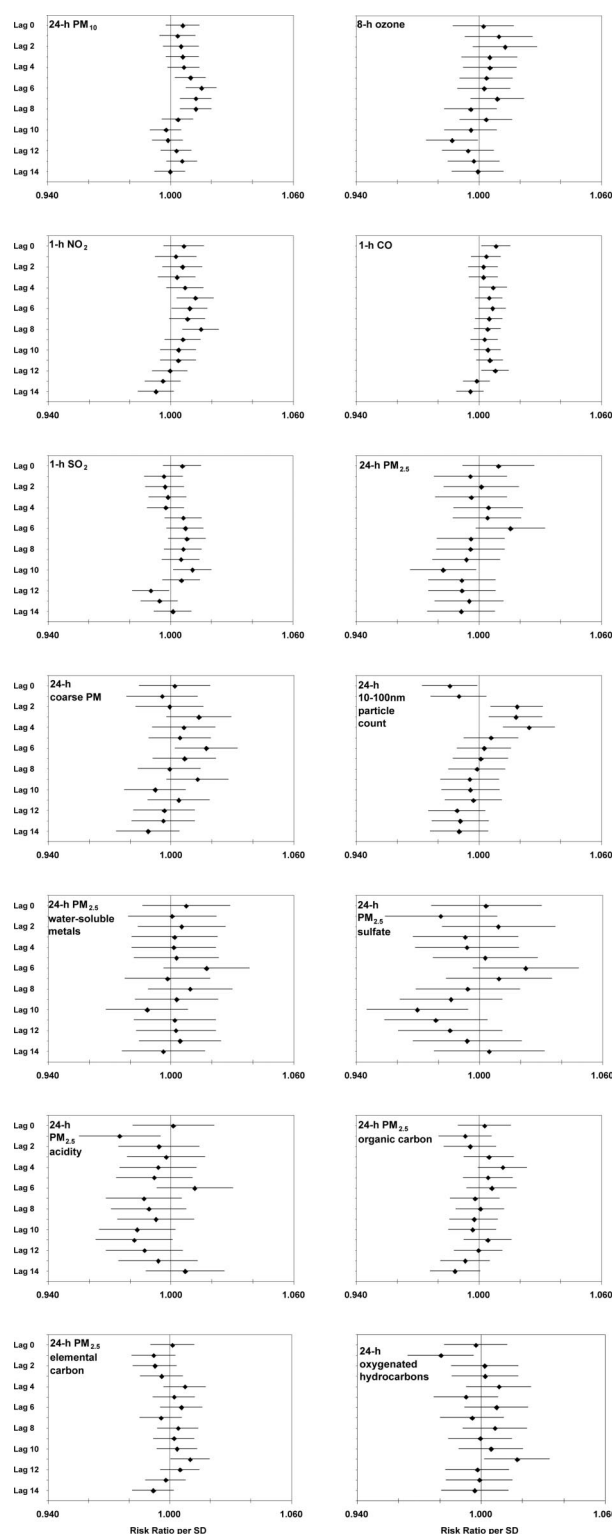 24-h PM10
Lag 0
Lag 2
Lag 4
Lag 6
Lag 8
Lag 10
Lag 12
Lag 14
0.940
1.000
1.060
8-h ozone
0.940
1.000
1.060
1-h NO2
Lag 0
Lag 2
Lag 4
Lag 6
Lag 8
Lag 10
Lag 12
Lag 14
0.940
1.000
1.060
1-h CO
0.940
1.000
1.060
1-h SO2
Lag 0
Lag 2
Lag 4
Lag 6
Lag 8
Lag 10
Lag 12
Lag 14
0.940
1.000
1.060
24-h PM2.5
0.940
1.000
1.060
24-h
coarse PM
Lag 0
Lag 2
Lag 4
Lag 6
Lag 8
Lag 10
Lag 12
Lag 14
0.940
1.000
1.060
24-h
10-100nm
particle
count
0.940
1.000
1.060
24-h PM2.5
water-soluble
metals
Lag 0
Lag 2
Lag 4
Lag 6
Lag 8
Lag 10
Lag 12
Lag 14
0.940
1.000
1.060
24-h
PM2.5
sulfate
0.940
1.000
1.060
24-h
PM2.5
acidity
Lag 0
Lag 2
Lag 4
Lag 6
Lag 8
Lag 10
Lag 12
Lag 14
0.940
1.000
1.060
24-h PM2.5
organic carbon
0.940
1.000
1.060
24-h PM2.5
elemental
carbon
Lag 0
Lag 2
Lag 4
Lag 6
Lag 8
Lag 10
Lag 12
Lag 14
0.940
1.000
1.060
Risk Ratio per SD
24-h
oxygenated
hydrocarbons
0.940
1.000
1.060
Risk Ratio per SD